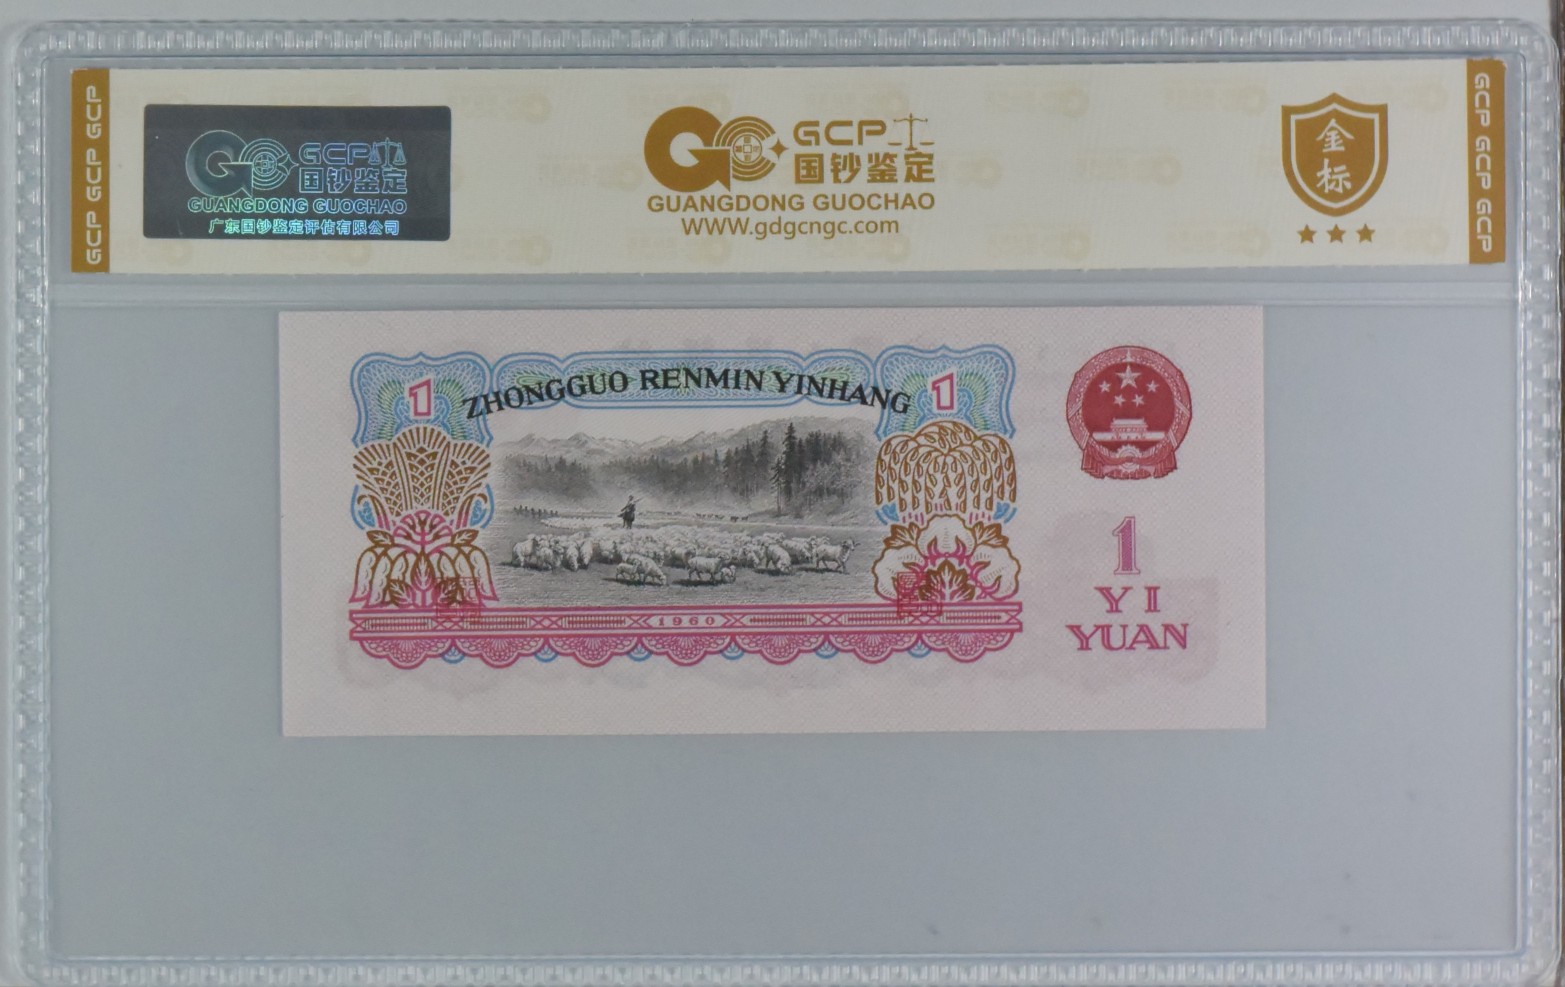 GCP GCP GCP
GCP
国钞鉴定
GUANGDONG GUOCHAO
广东国钞鉴定评估有限公司
GCP
国钞鉴定
GUANGDONG GUOCHAO
WWW.gdgcngc.com
金
标
GCP GCP GCP
1
ZHONGGUO RENMIN YINHANG
1
1960
1
YI
YUAN